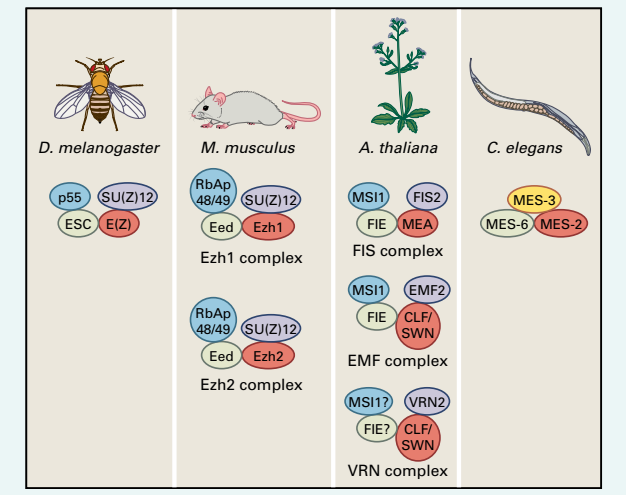 D. melanogaster
p55
SU(Z)12
ESC
E(Z)
M. musculus
RbAp
48/49
SU(Z)12
Eed
Ezh1
Ezh1 complex
RbAp
48/49
SU(Z)12
Eed
Ezh2
Ezh2 complex
A. thaliana
MSI1
FIS2
FIE
MEA
FIS complex
MSI1
EMF2
FIE
CLF/
SWN
EMF complex
MSI1?
VRN2
FIE?
CLF/
SWN
VRN complex
C. elegans
MES-3
MES-6
MES-2